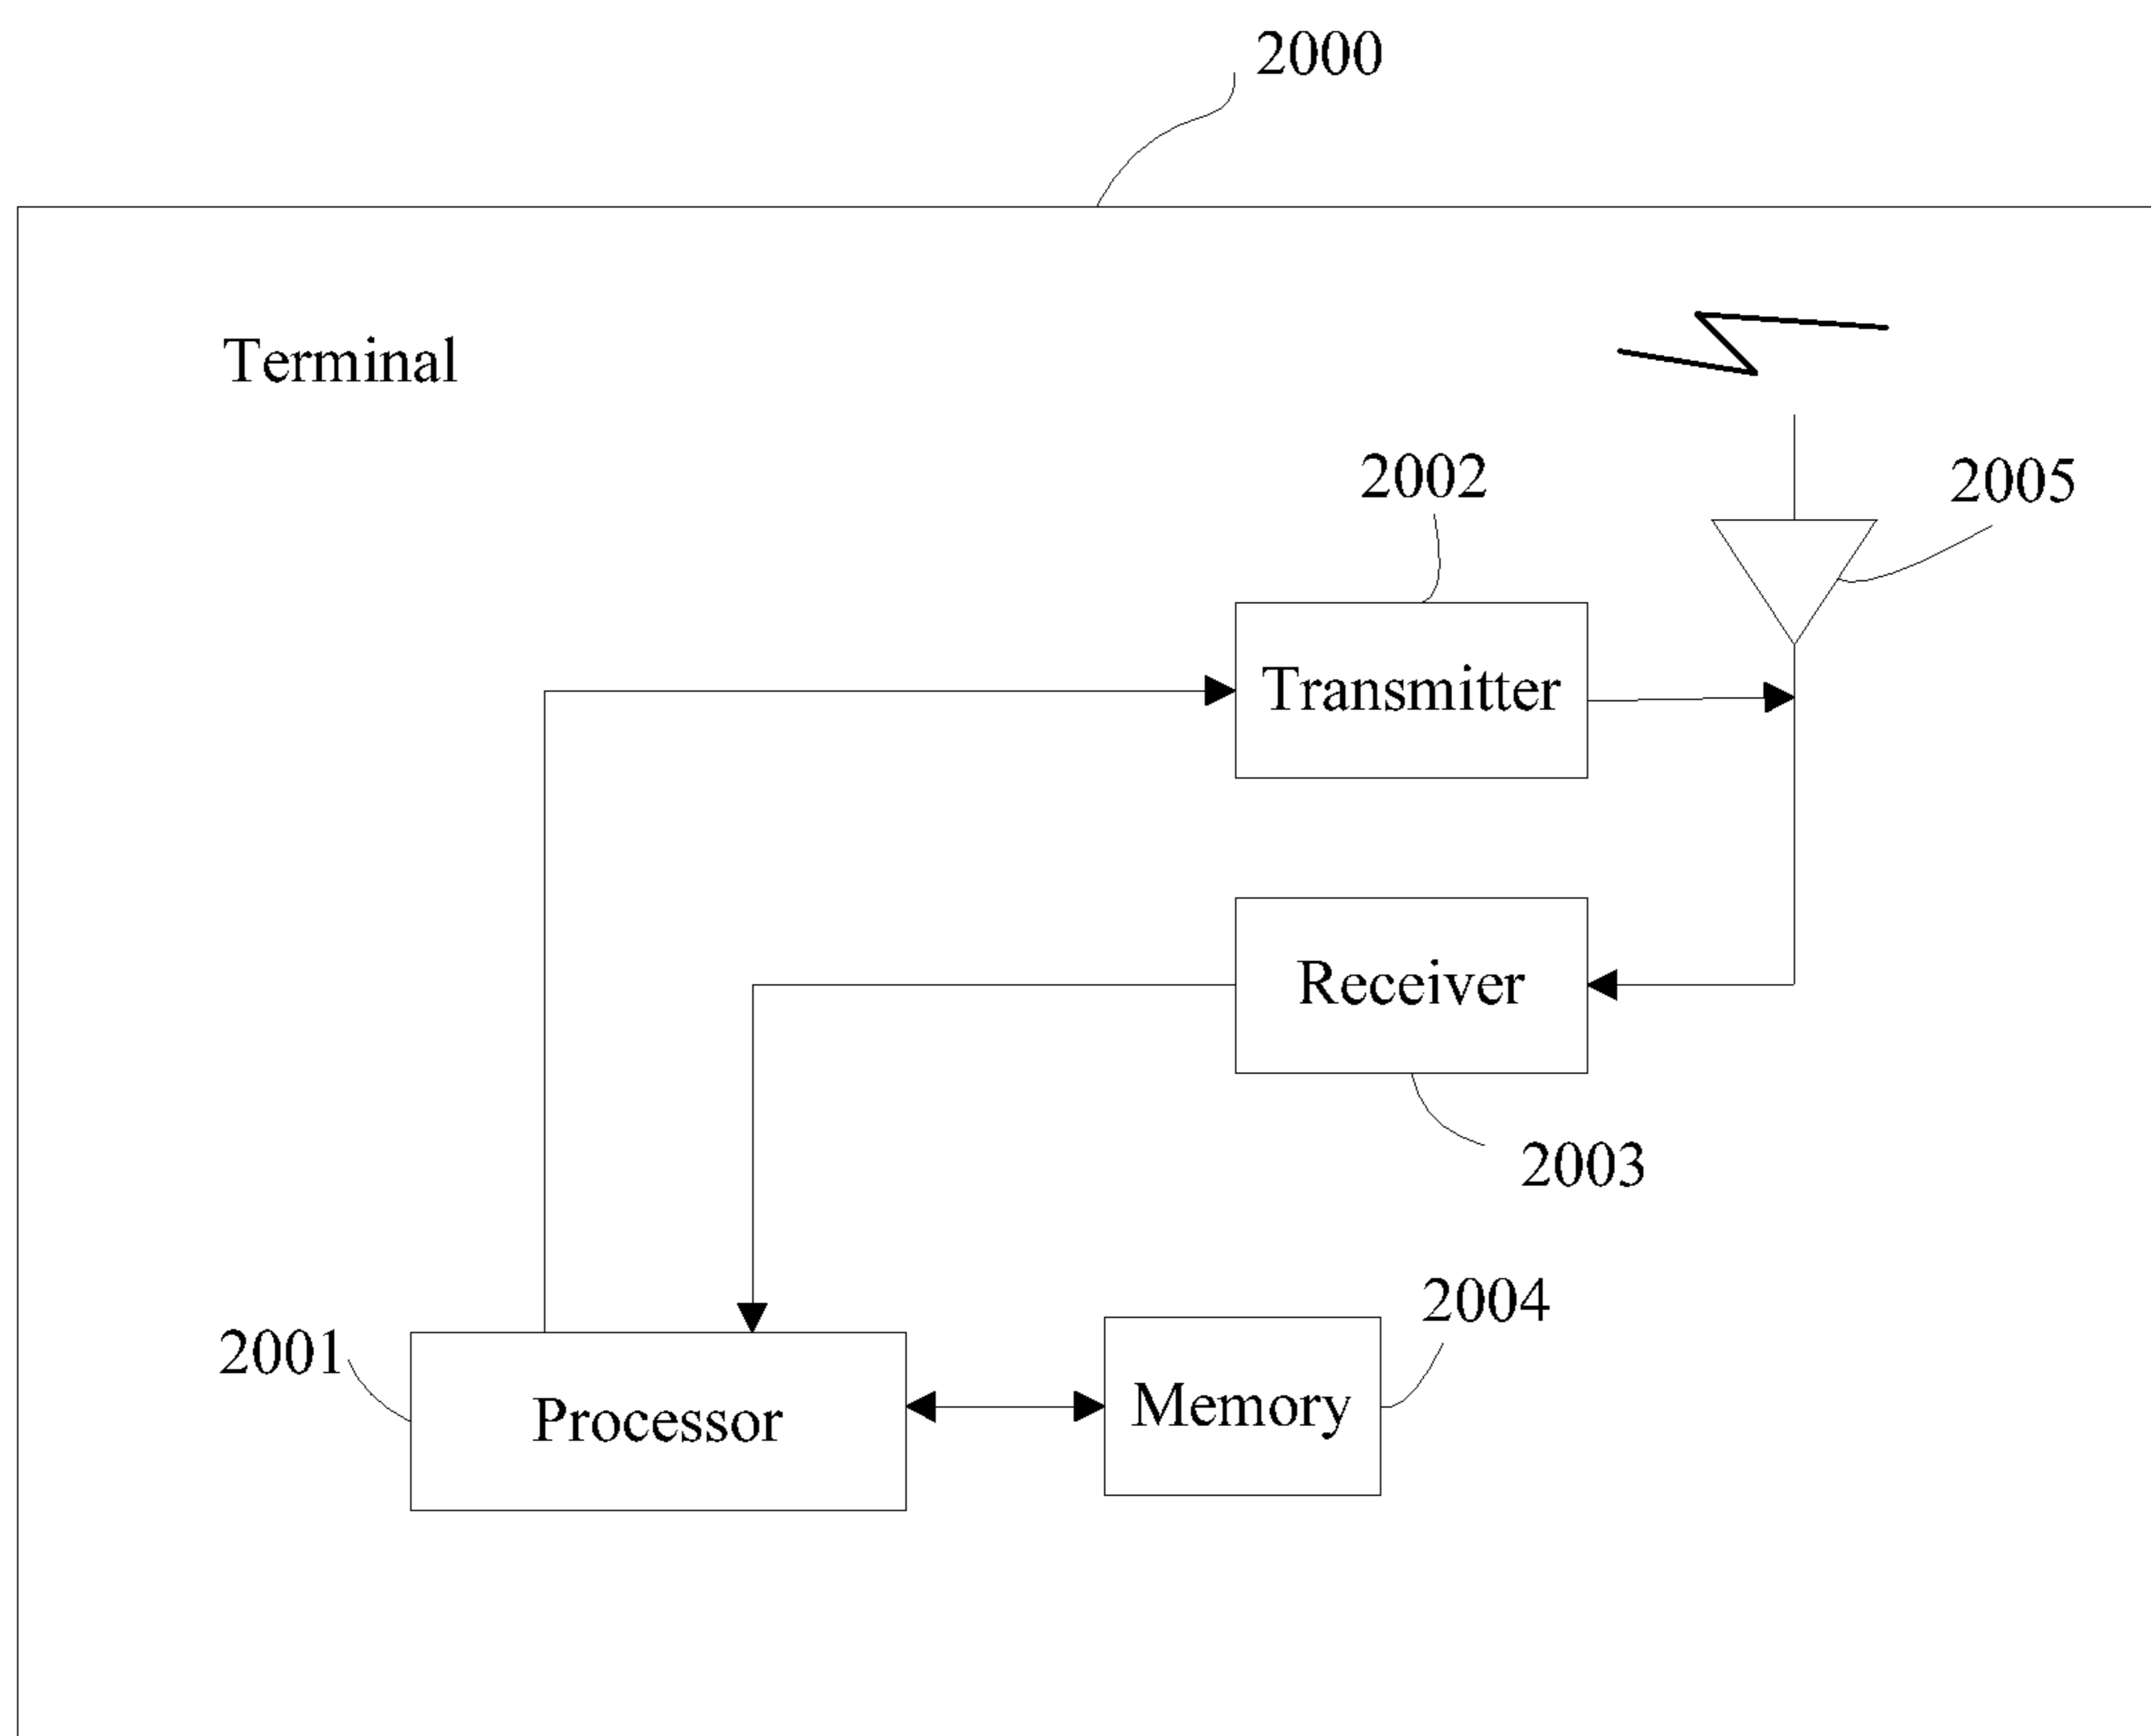 2000
Terminal
2002
2005
Transmitter
Receiver
2003
2004
2001
Memory
Processor